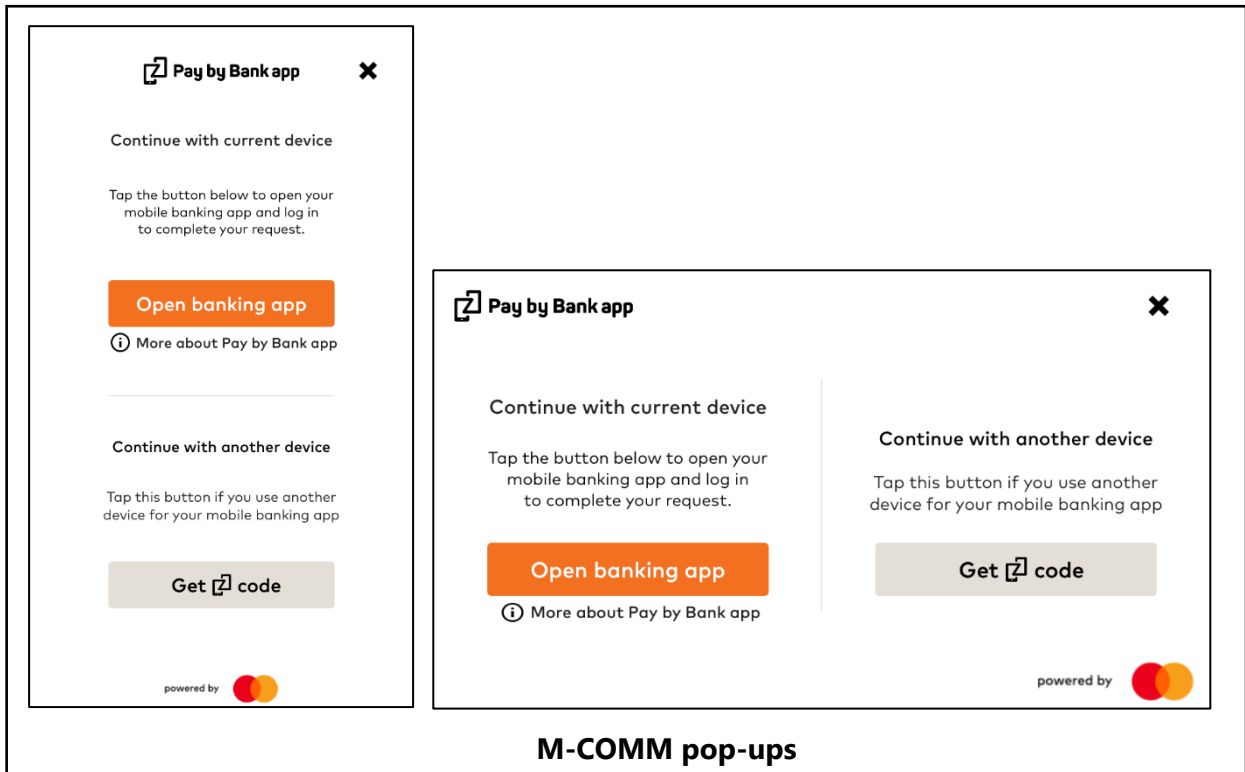 Pay by Bank app
Continue with current device
Tap the button below to open your
mobile banking app and log in
to complete your request.
Open banking app
More about Pay by Bank app
Continue with another device
Tap this button if you use another
device for your mobile banking app
Get code
powered by
Pay by Bank app
Continue with current device
Tap the button below to open your
mobile banking app and log in
to complete your request.
Open banking app
More about Pay by Bank app
Continue with another device
Tap this button if you use another
device for your mobile banking app
Get code
powered by
M-COMM pop-ups